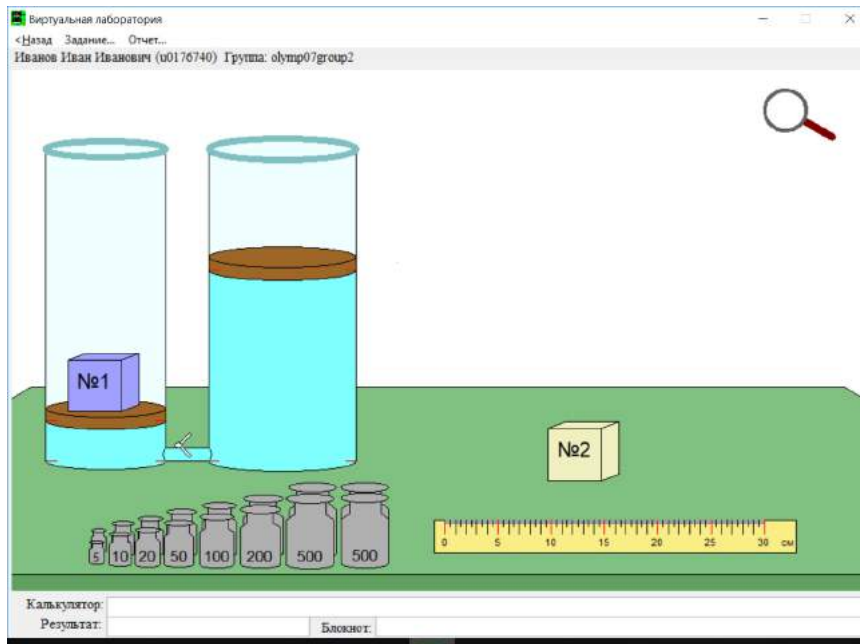 Виртуальная лаборатория
<Назад Задание... Отчет...
Иванов Иван Иванович (u0176740) Группа: olymp07group2
№1
№2
5 10 20 50 100 200 500 500
0 5 10 15 20 25 30 см
Калькулятор:
Результат: Блокнот: